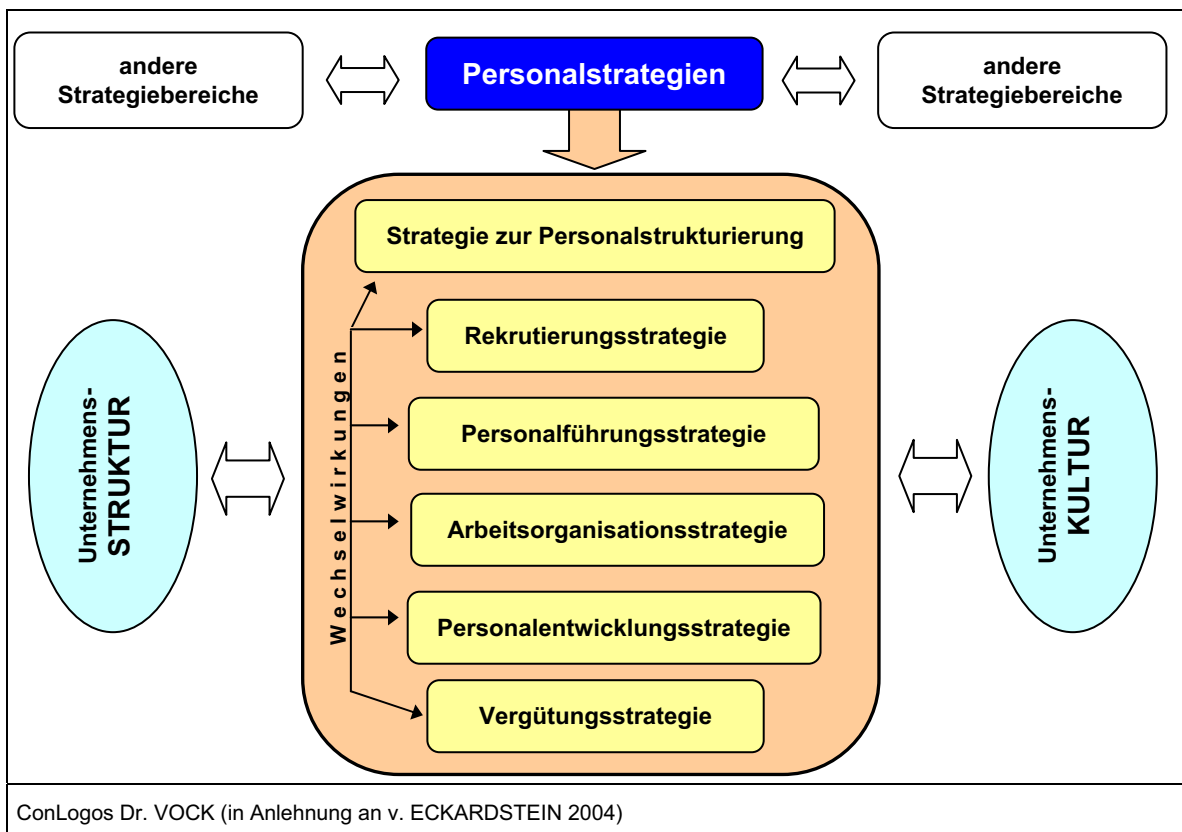 andere
Strategiebereiche
Personalstrategien
andere
Strategiebereiche
Strategie zur Personalstrukturierung
Rekrutierungsstrategie
Personalführungsstrategie
Arbeitsorganisationsstrategie
Personalentwicklungsstrategie
Vergütungsstrategie
Wechselwirkungen
Unternehmens-
STRUKTUR
Unternehmens-
KULTUR
ConLogos Dr. VOCK (in Anlehnung an v. ECKARDSTEIN 2004)